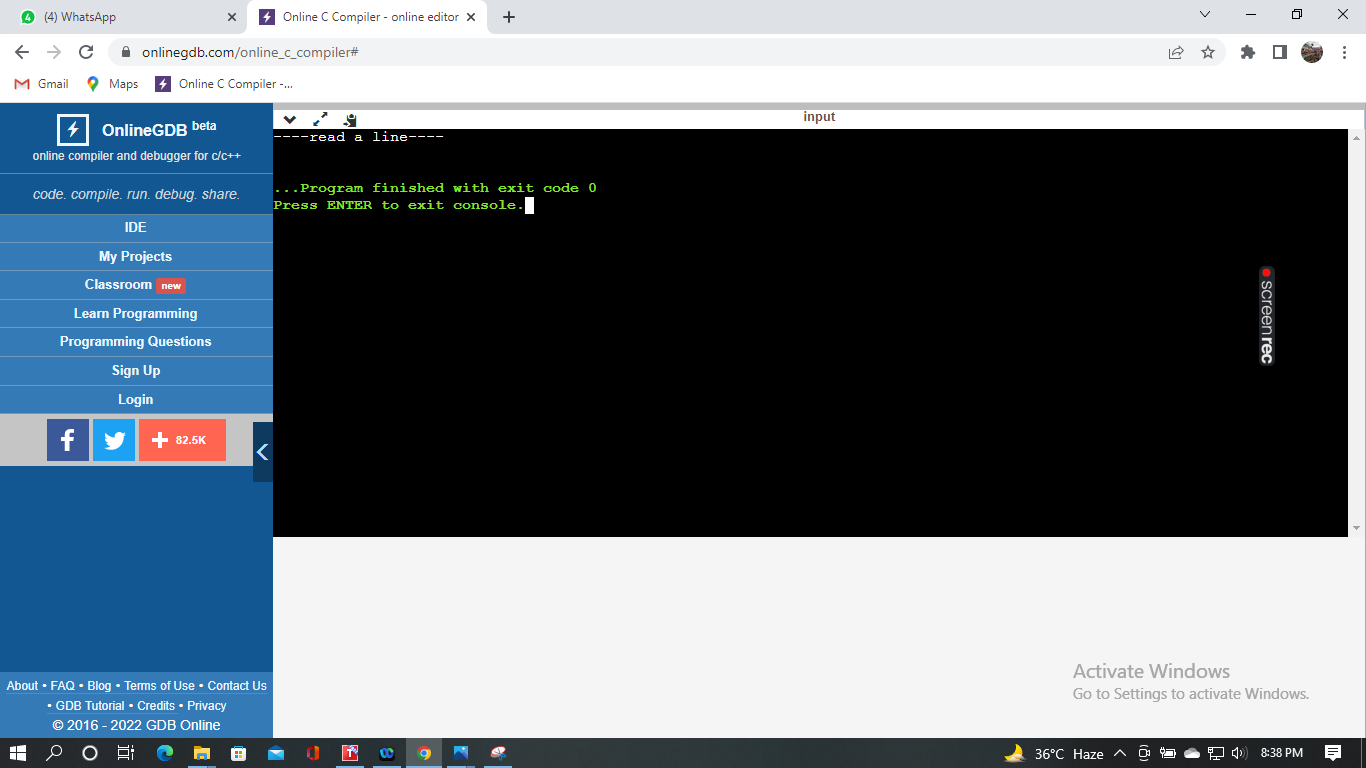 (4) WhatsApp
Online C Compiler - online editor
onlinegdb.com/online_c_compiler#
Gmail
Maps
Online C Compiler -...
OnlineGDB beta
online compiler and debugger for c/c++
code. compile. run. debug. share.
IDE
My Projects
Classroom new
Learn Programming
Programming Questions
Sign Up
Login
82.5K
About • FAQ • Blog • Terms of Use • Contact Us
• GDB Tutorial • Credits • Privacy
© 2016 - 2022 GDB Online
input
----read a line----
...Program finished with exit code 0
Press ENTER to exit console.
screenrec
Activate Windows
Go to Settings to activate Windows.
36°C Haze
8:38 PM